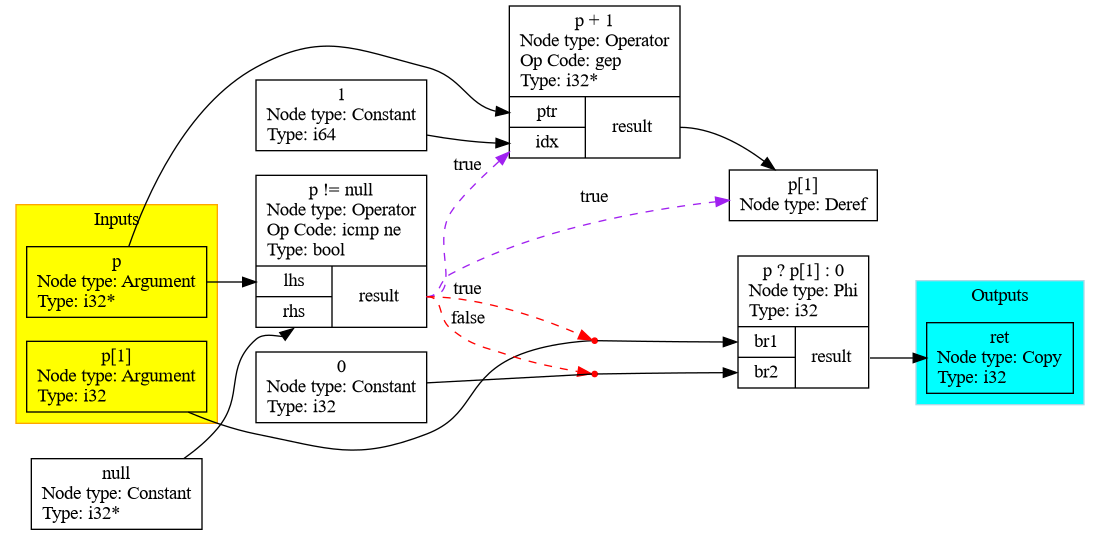 Inputs
p
Node type: Argument
Type: i32*
p[1]
Node type: Argument
Type: i32
null
Node type: Constant
Type: i32*
1
Node type: Constant
Type: i64
p != null
Node type: Operator
Op Code: icmp ne
Type: bool
lhs
rhs
result
0
Node type: Constant
Type: i32
true
true
true
false
p + 1
Node type: Operator
Op Code: gep
Type: i32*
ptr
idx
result
p[1]
Node type: Deref
p ? p[1] : 0
Node type: Phi
Type: i32
br1
br2
result
Outputs
ret
Node type: Copy
Type: i32